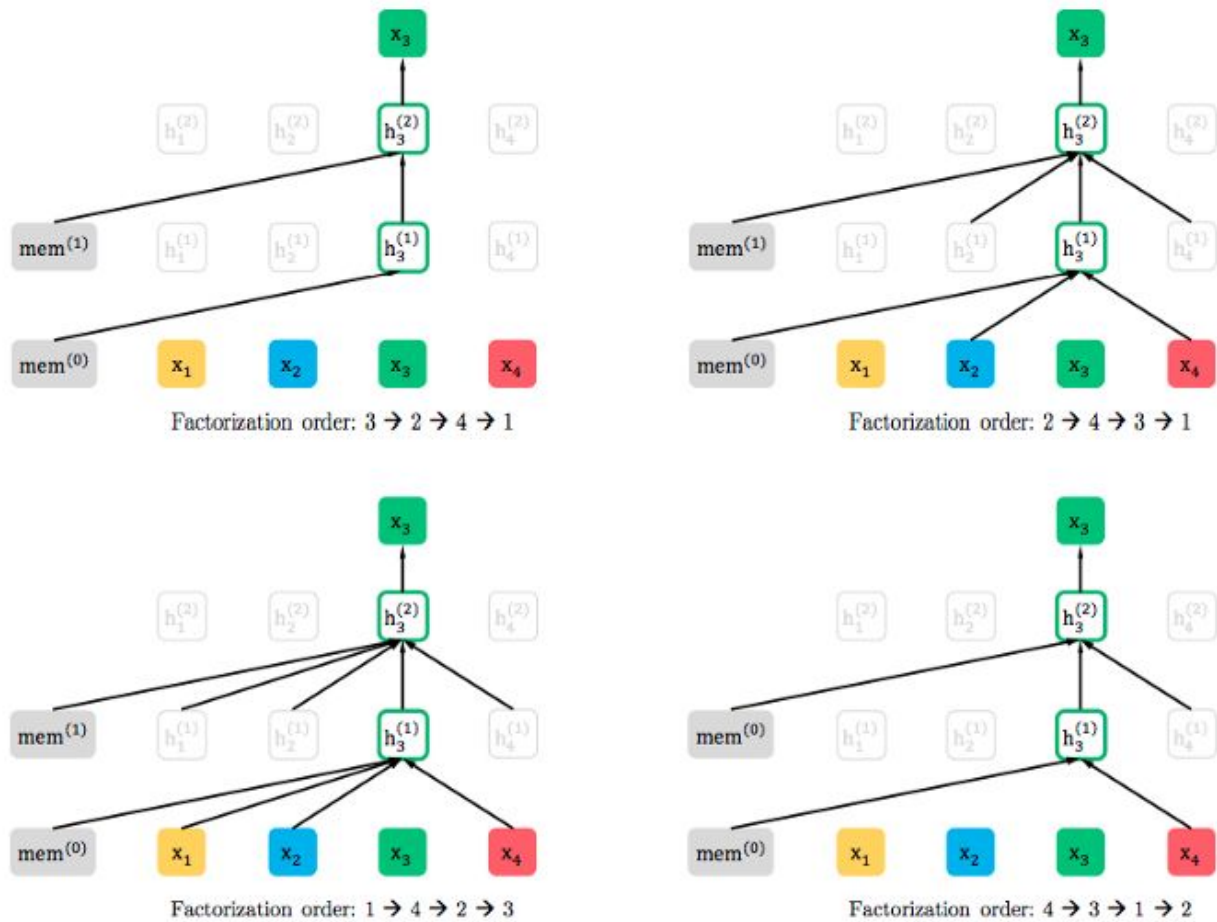 x₃ x₃
h₁⁽²⁾ h₂⁽²⁾ h₃⁽²⁾ h₄⁽²⁾ h₁⁽²⁾ h₂⁽²⁾ h₃⁽²⁾ h₄⁽²⁾
mem⁽¹⁾ h₁⁽¹⁾ h₂⁽¹⁾ h₃⁽¹⁾ h₄⁽¹⁾ mem⁽¹⁾ h₁⁽¹⁾ h₂⁽¹⁾ h₃⁽¹⁾ h₄⁽¹⁾
mem⁽⁰⁾ x₁ x₂ x₃ x₄ mem⁽⁰⁾ x₁ x₂ x₃ x₄
Factorization order: 3 → 2 → 4 → 1 Factorization order: 2 → 4 → 3 → 1
x₃ x₃
h₁⁽²⁾ h₂⁽²⁾ h₃⁽²⁾ h₄⁽²⁾ h₁⁽²⁾ h₂⁽²⁾ h₃⁽²⁾ h₄⁽²⁾
mem⁽¹⁾ h₁⁽¹⁾ h₂⁽¹⁾ h₃⁽¹⁾ h₄⁽¹⁾ mem⁽⁰⁾ h₁⁽¹⁾ h₂⁽¹⁾ h₃⁽¹⁾ h₄⁽¹⁾
mem⁽⁰⁾ x₁ x₂ x₃ x₄ mem⁽⁰⁾ x₁ x₂ x₃ x₄
Factorization order: 1 → 4 → 2 → 3 Factorization order: 4 → 3 → 1 → 2